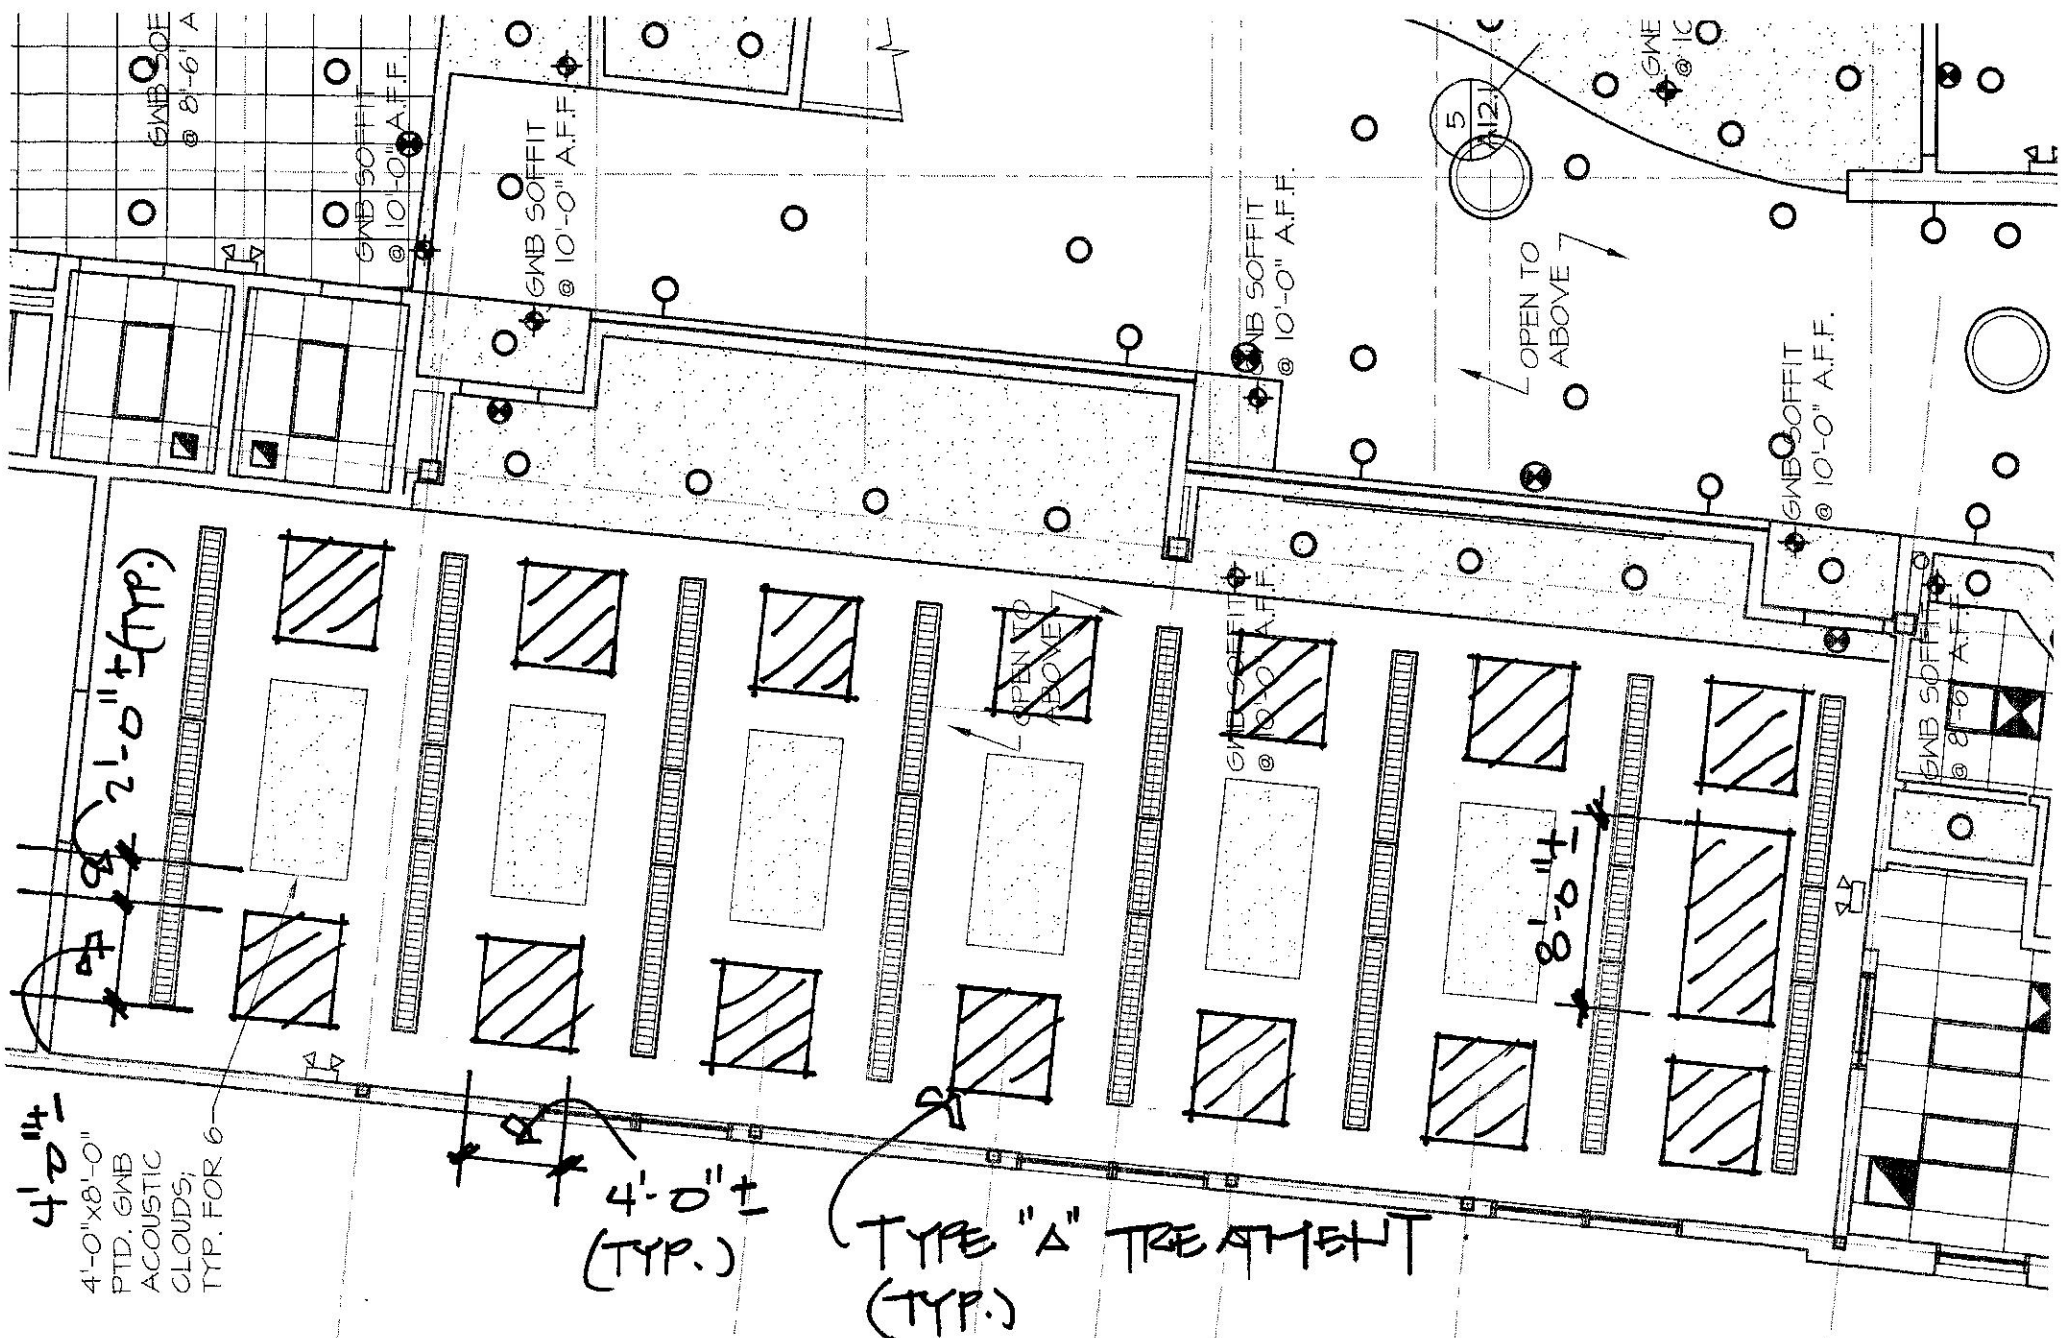 GWB SOF
@ 8'-6" A
GWB SOFFIT
@ 10'-0" A.F.F.
GWB SOFFIT
@ 10'-0" A.F.F.
GWB SOFFIT
@ 10'-0" A.F.F.
5
A12.1
OPEN TO
ABOVE
GWB SOFFIT
@ 10'-0" A.F.F.
OPEN TO
ABOVE
GWB SOFFIT
@ 10'-0" A.F.F.
GWB SOFFIT
@ 8'-6" A.F.F.
2'-0" ± (TYP.)
8'-0" ±
4'-0" ±
4'-0"x8'-0"
PTD. GWB
ACOUSTIC
CLOUDS;
TYP. FOR 6
4'-0" ±
(TYP.)
TYPE "A" TREATMENT
(TYP.)